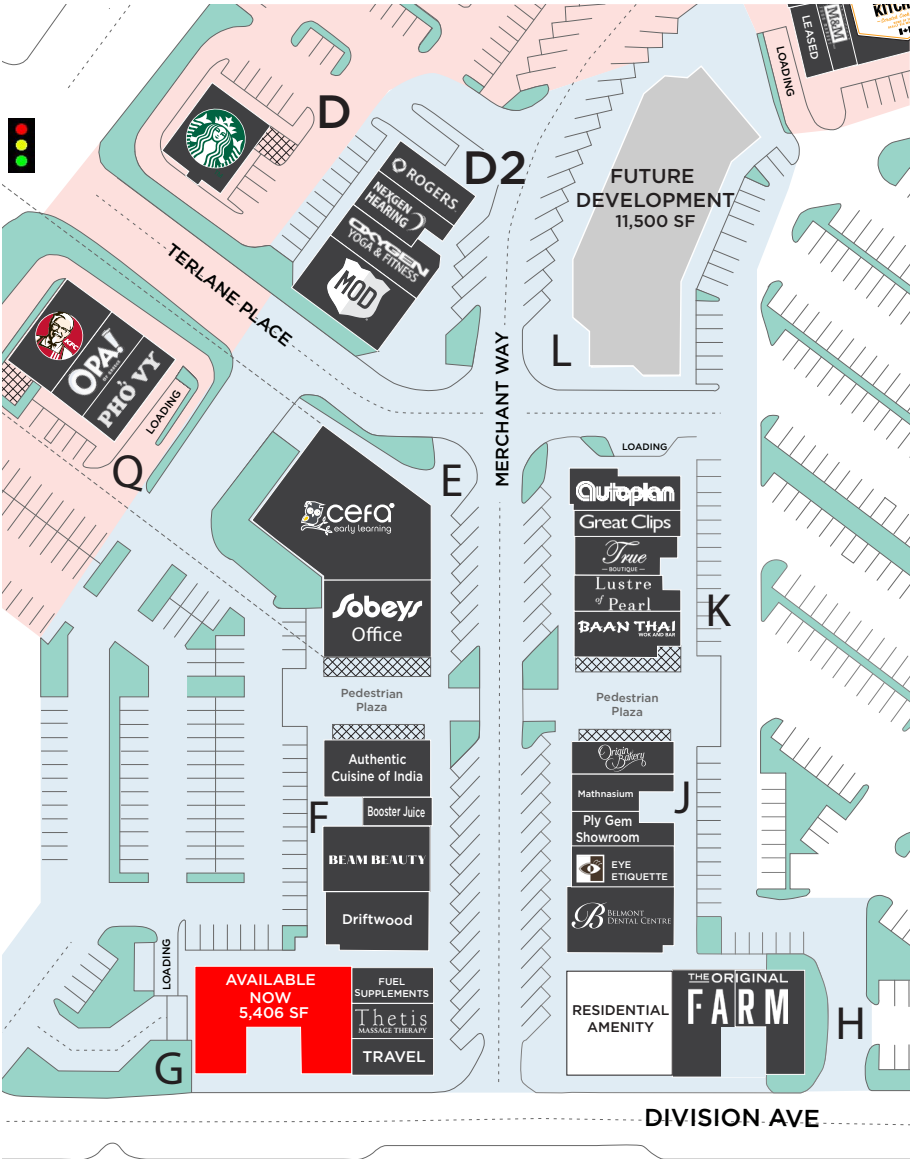 KITCH
M&M
LEASED
LOADING
D
D2
ROGERS
NEXGEN
HEARING
OXYGEN
YOGA & FITNESS
MOD
FUTURE
DEVELOPMENT
11,500 SF
TERLANE PLACE
KFC
OPA!
PHỞ VY
LOADING
Q
L
MERCHANT WAY
E
LOADING
cefa
early learning
autoplan
Great Clips
True
BOUTIQUE
Lustre
of Pearl
BAAN THAI
WOK AND BAR
K
Sobeys
Office
Pedestrian
Plaza
Pedestrian
Plaza
Authentic
Cuisine of India
Booster Juice
F
BEAM BEAUTY
Driftwood
Origin
Bakery
Mathnasium
J
Ply Gem
Showroom
EYE
ETIQUETTE
B BELMONT
DENTAL CENTRE
LOADING
AVAILABLE
NOW
5,406 SF
FUEL
SUPPLEMENTS
Thetis
MASSAGE THERAPY
TRAVEL
G
RESIDENTIAL
AMENITY
THE ORIGINAL
FARM
H
DIVISION AVE